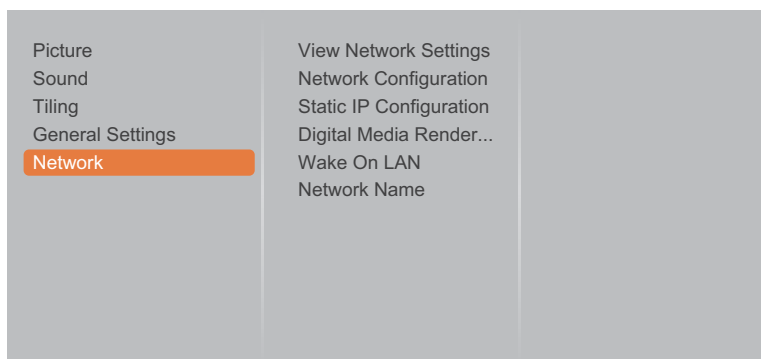 Picture
Sound
Tiling
General Settings
Network
View Network Settings
Network Configuration
Static IP Configuration
Digital Media Render...
Wake On LAN
Network Name